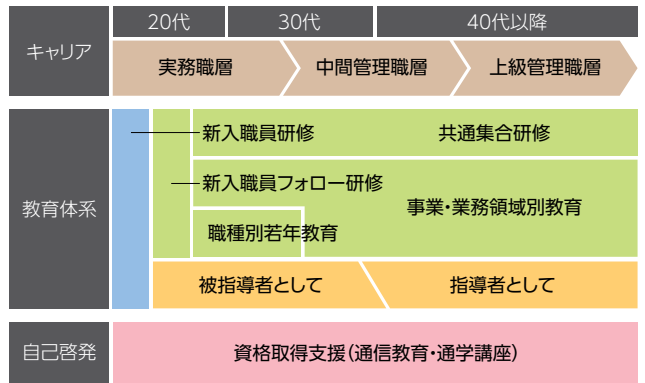 20代
30代
40代以降
キャリア
実務職層
中間管理職層
上級管理職層
教育体系
新入職員研修
共通集合研修
新入職員フォロー研修
事業・業務領域別教育
職種別若年教育
被指導者として
指導者として
自己啓発
資格取得支援(通信教育・通学講座)